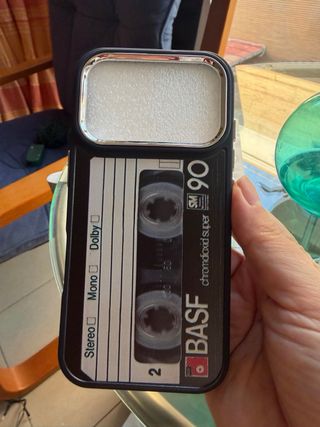 Stereo
Mono
Dolby
2
BASF
chromdioxid super
SM
90